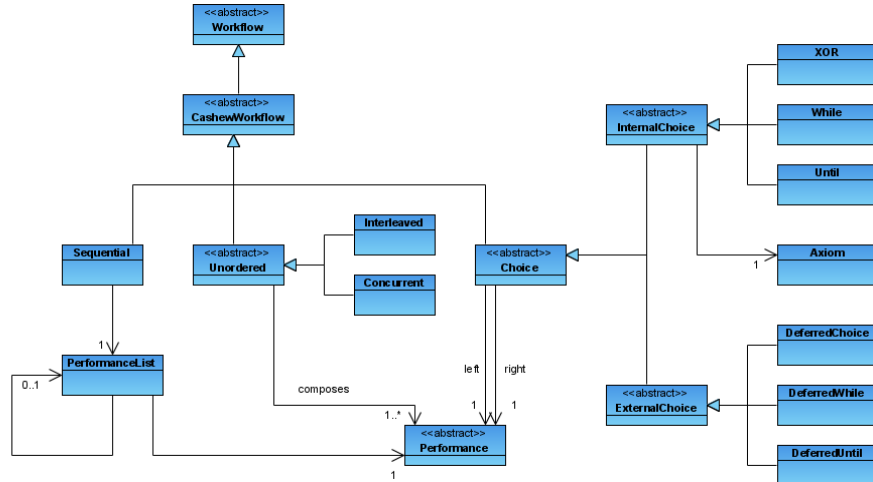 <<abstract>>
Workflow
<<abstract>>
CashewWorkflow
XOR
<<abstract>>
InternalChoice
While
Until
Sequential
<<abstract>>
Unordered
Interleaved
Concurrent
<<abstract>>
Choice
1
Axiom
1
PerformanceList
0..1
composes
1..*
left
right
1
1
<<abstract>>
Performance
1
<<abstract>>
ExternalChoice
DeferredChoice
DeferredWhile
DeferredUntil